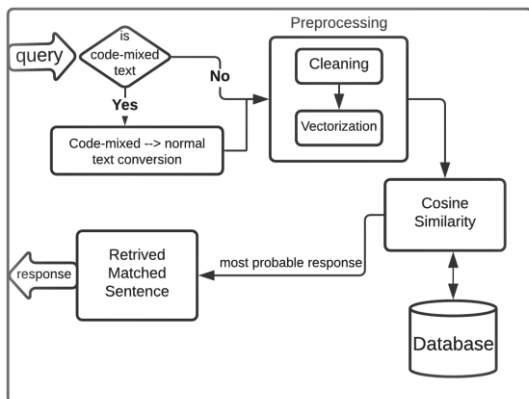 Preprocessing
query
is
code-mixed
text
No
Yes
Code-mixed --> normal
text conversion
Cleaning
Vectorization
Cosine
Similarity
most probable response
Retrived
Matched
Sentence
response
Database